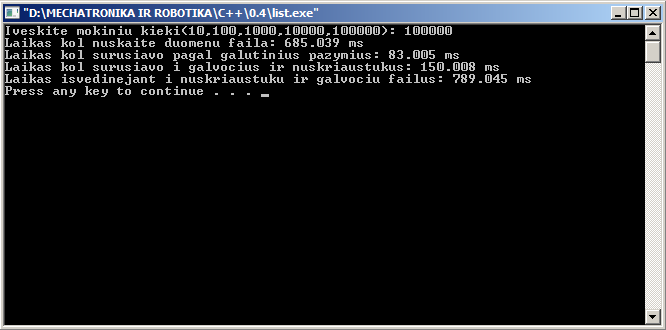 "D:\MECHATRONIKA IR ROBOTIKA\C++\0.4\list.exe"
Iveskite mokiniu kieki(10,100,1000,10000,100000): 100000
Laikas kol nuskaite duomenu faila: 685.039 ms
Laikas kol surusiavo pagal galutinius pazymius: 83.005 ms
Laikas kol surusiavo i galvocius ir nuskriaustukus: 150.008 ms
Laikas isvedinejant i nuskriaustuku ir galvociu failus: 789.045 ms
Press any key to continue . . .